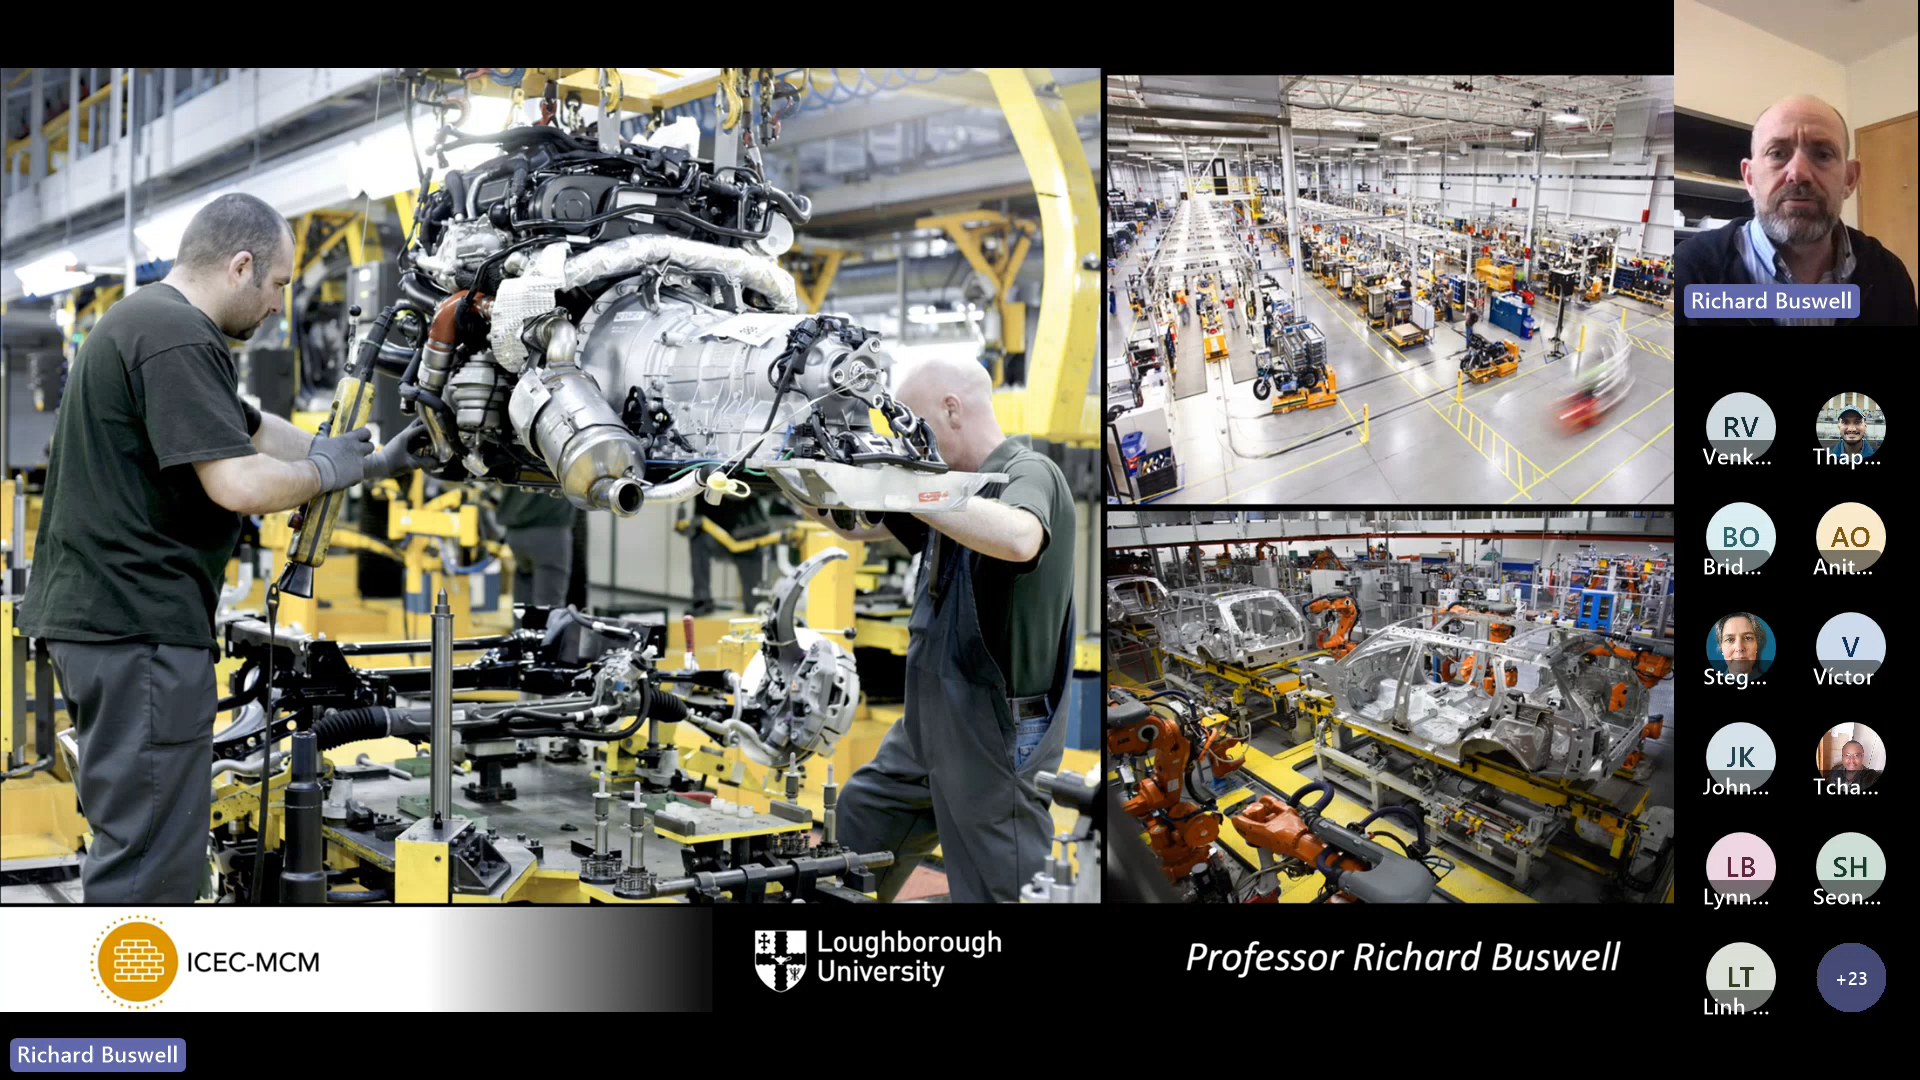 ICEC-MCM
Loughborough
University
Professor Richard Buswell
Richard Buswell
Richard Buswell
RV
Venk...
Thap...
BO
Brid...
AO
Anit...
Steg...
V
Víctor
JK
John...
Tcha...
LB
Lynn...
SH
Seon...
LT
Linh ...
+23